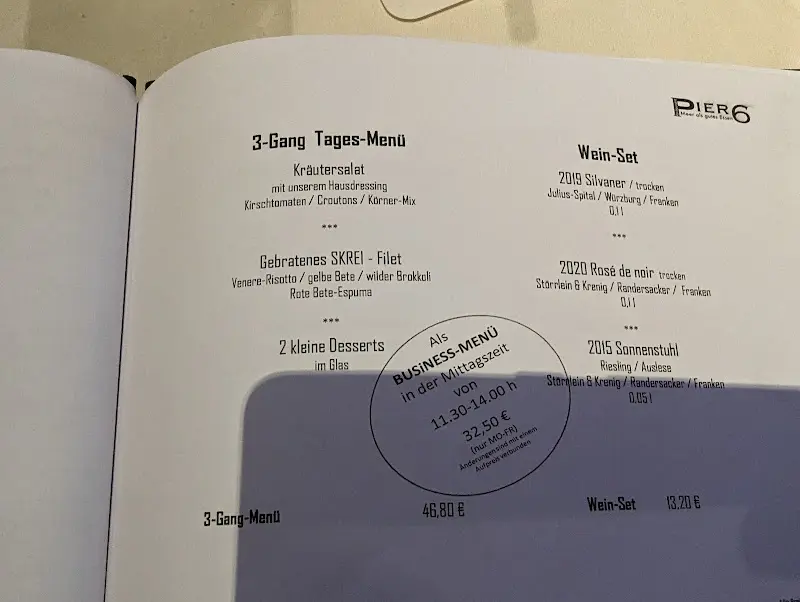 PIER6
Meer als gutes Essen
3-Gang Tages-Menü
Kräutersalat
mit unserem Hausdressing
Kirschtomaten / Croutons / Körner-Mix
***
Gebratenes SKREI - Filet
Venere-Risotto / gelbe Bete / wilder Brokkoli
Rote Bete-Espuma
***
2 kleine Desserts
im Glas
Wein-Set
2019 Silvaner / trocken
Julius-Spital / Würzburg / Franken
0,1 l
***
2020 Rosé de noir trocken
Störrlein & Krenig / Randersacker / Franken
0,1 l
***
2015 Sonnenstuhl
Riesling / Auslese
Störrlein & Krenig / Randersacker / Franken
0,05 l
Als
BUSiNESS-MENÜ
in der Mittagszeit
von
11.30-14.00 h
32,50 €
(nur MO-FR)
Änderungen sind mit einem
Aufpreis verbunden
3-Gang-Menü 46,80 €
Wein-Set 13,20 €